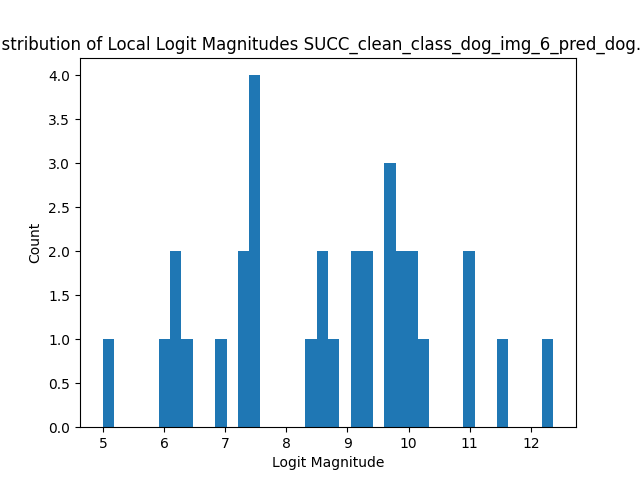 stribution of Local Logit Magnitudes SUCC_clean_class_dog_img_6_pred_dog.
4.0
3.5
3.0
2.5
2.0
1.5
1.0
0.5
0.0
Count
5 6 7 8 9 10 11 12
Logit Magnitude